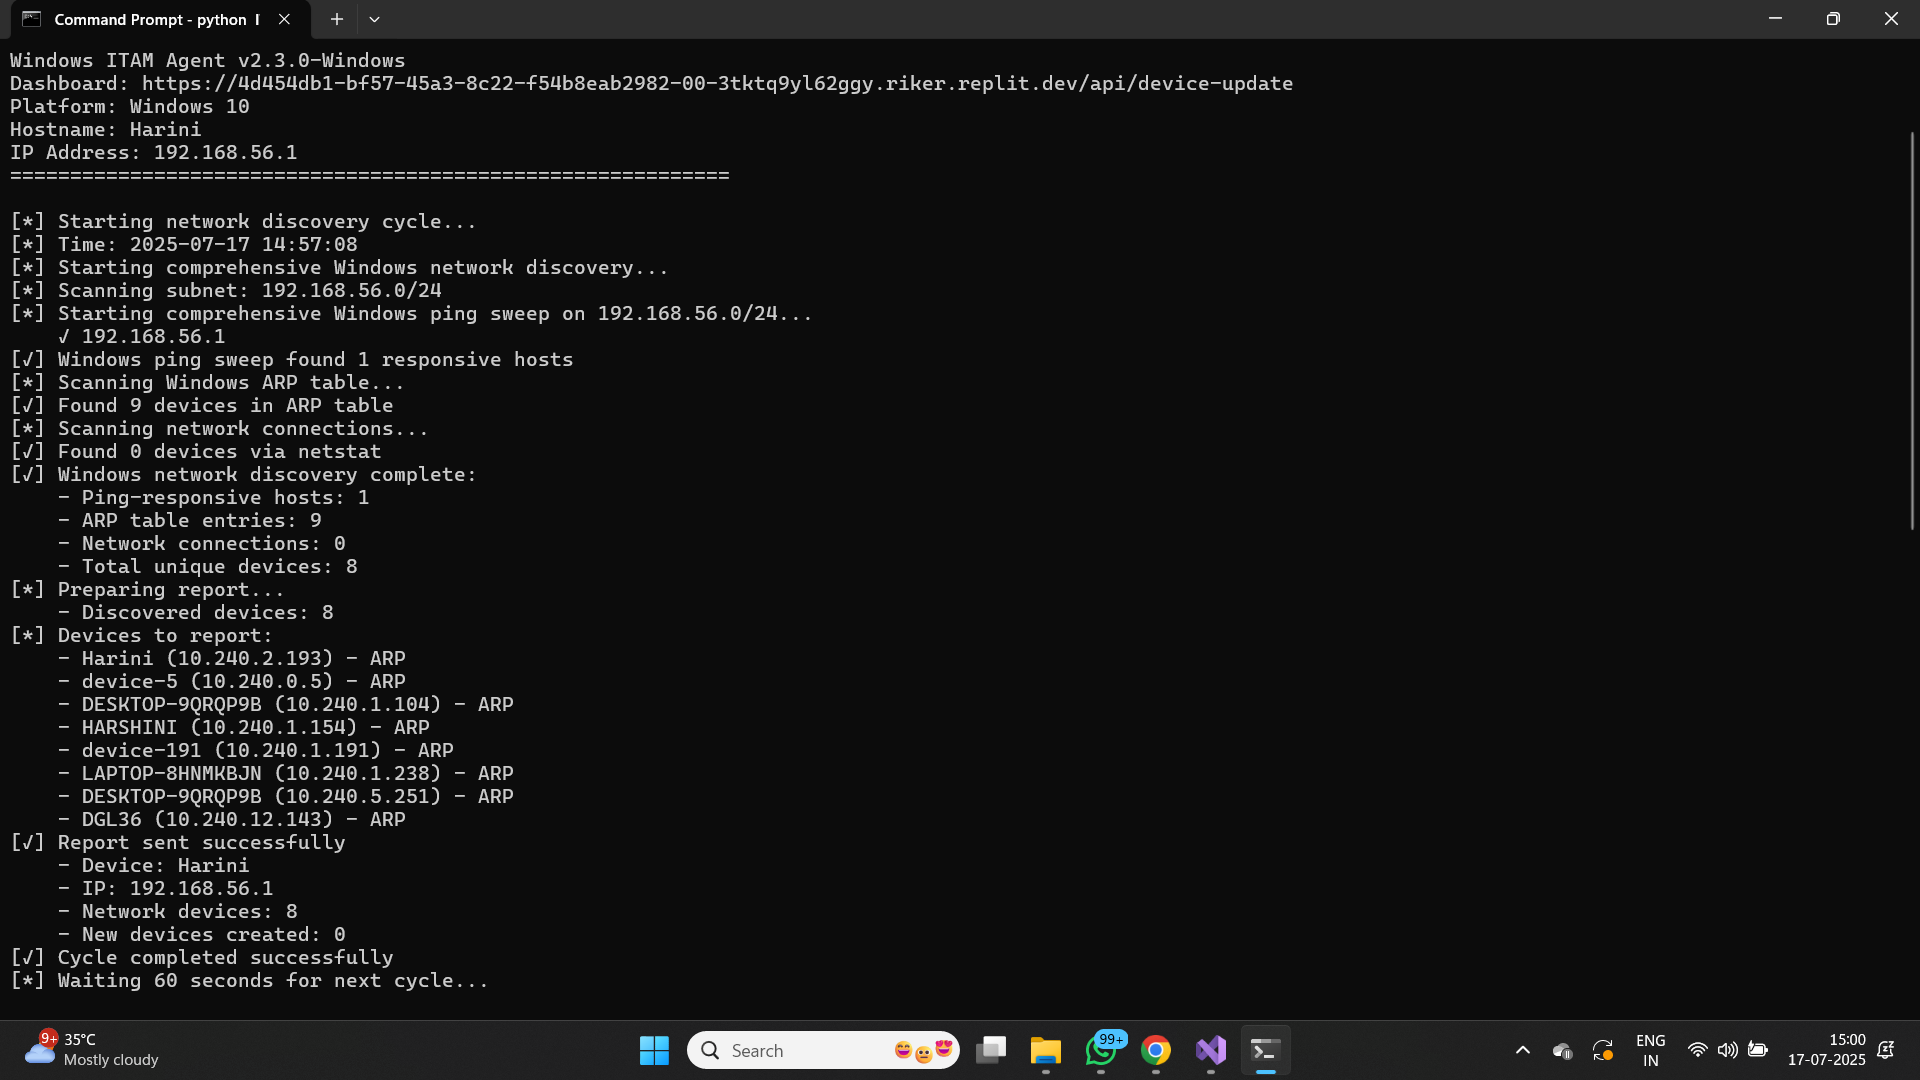 Command Prompt - python
Windows ITAM Agent v2.3.0-Windows
Dashboard: https://4d454db1-bf57-45a3-8c22-f54b8eab2982-00-3tktq9yl62ggy.riker.replit.dev/api/device-update
Platform: Windows 10
Hostname: Harini
IP Address: 192.168.56.1
============================================================
[*] Starting network discovery cycle...
[*] Time: 2025-07-17 14:57:08
[*] Starting comprehensive Windows network discovery...
[*] Scanning subnet: 192.168.56.0/24
[*] Starting comprehensive Windows ping sweep on 192.168.56.0/24...
√ 192.168.56.1
[√] Windows ping sweep found 1 responsive hosts
[*] Scanning Windows ARP table...
[√] Found 9 devices in ARP table
[*] Scanning network connections...
[√] Found 0 devices via netstat
[√] Windows network discovery complete:
- Ping-responsive hosts: 1
- ARP table entries: 9
- Network connections: 0
- Total unique devices: 8
[*] Preparing report...
- Discovered devices: 8
[*] Devices to report:
- Harini (10.240.2.193) - ARP
- device-5 (10.240.0.5) - ARP
- DESKTOP-9QRQP9B (10.240.1.104) - ARP
- HARSHINI (10.240.1.154) - ARP
- device-191 (10.240.1.191) - ARP
- LAPTOP-8HNMKBJN (10.240.1.238) - ARP
- DESKTOP-9QRQP9B (10.240.5.251) - ARP
- DGL36 (10.240.12.143) - ARP
[√] Report sent successfully
- Device: Harini
- IP: 192.168.56.1
- Network devices: 8
- New devices created: 0
[√] Cycle completed successfully
[*] Waiting 60 seconds for next cycle...
9+
35°C
Mostly cloudy
Search
99+
ENG
IN
15:00
17-07-2025